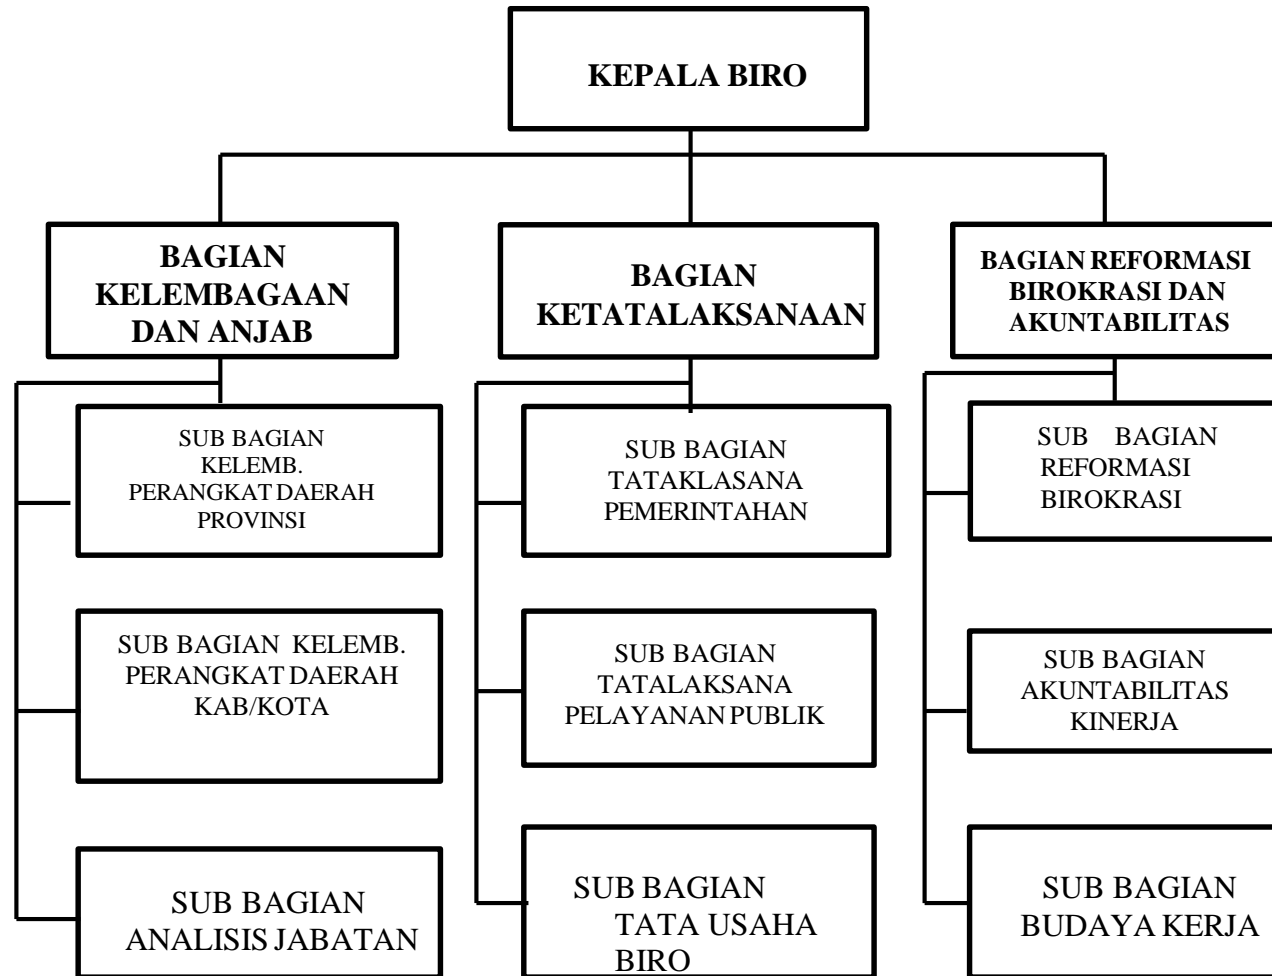 KEPALA BIRO
BAGIAN
KELEMBAGAAN
DAN ANJAB
BAGIAN
KETATALAKSANAAN
BAGIAN REFORMASI
BIROKRASI DAN
AKUNTABILITAS
SUB BAGIAN
KELEMB.
PERANGKAT DAERAH
PROVINSI
SUB BAGIAN
TATAKLASANA
PEMERINTAHAN
SUB BAGIAN
REFORMASI
BIROKRASI
SUB BAGIAN KELEMB.
PERANGKAT DAERAH
KAB/KOTA
SUB BAGIAN
TATALAKSANA
PELAYANAN PUBLIK
SUB BAGIAN
AKUNTABILITAS
KINERJA
SUB BAGIAN
ANALISIS JABATAN
SUB BAGIAN
TATA USAHA
BIRO
SUB BAGIAN
BUDAYA KERJA